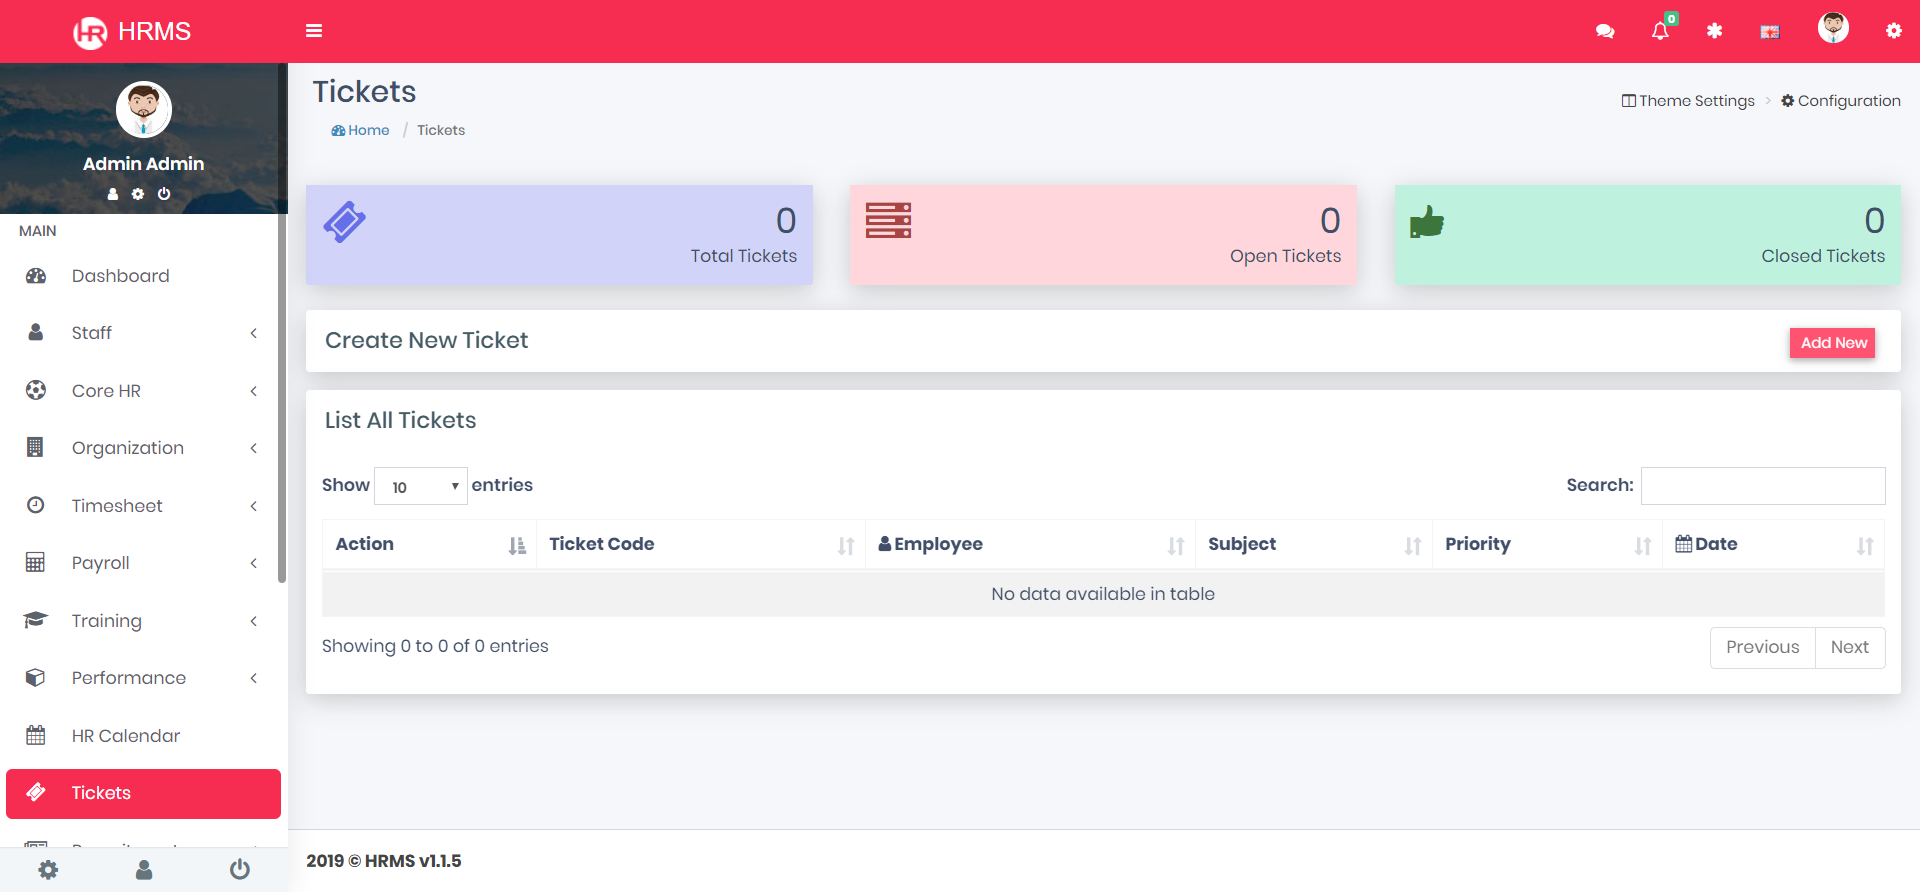 HR HRMS
0
Admin Admin
MAIN
Dashboard
Staff
Core HR
Organization
Timesheet
Payroll
Training
Performance
HR Calendar
Tickets
Tickets
Home / Tickets
Theme Settings > Configuration
0
Total Tickets
0
Open Tickets
0
Closed Tickets
Create New Ticket
Add New
List All Tickets
Show 10 entries
Search:
Action Ticket Code Employee Subject Priority Date
No data available in table
Showing 0 to 0 of 0 entries
Previous Next
2019 © HRMS v1.1.5